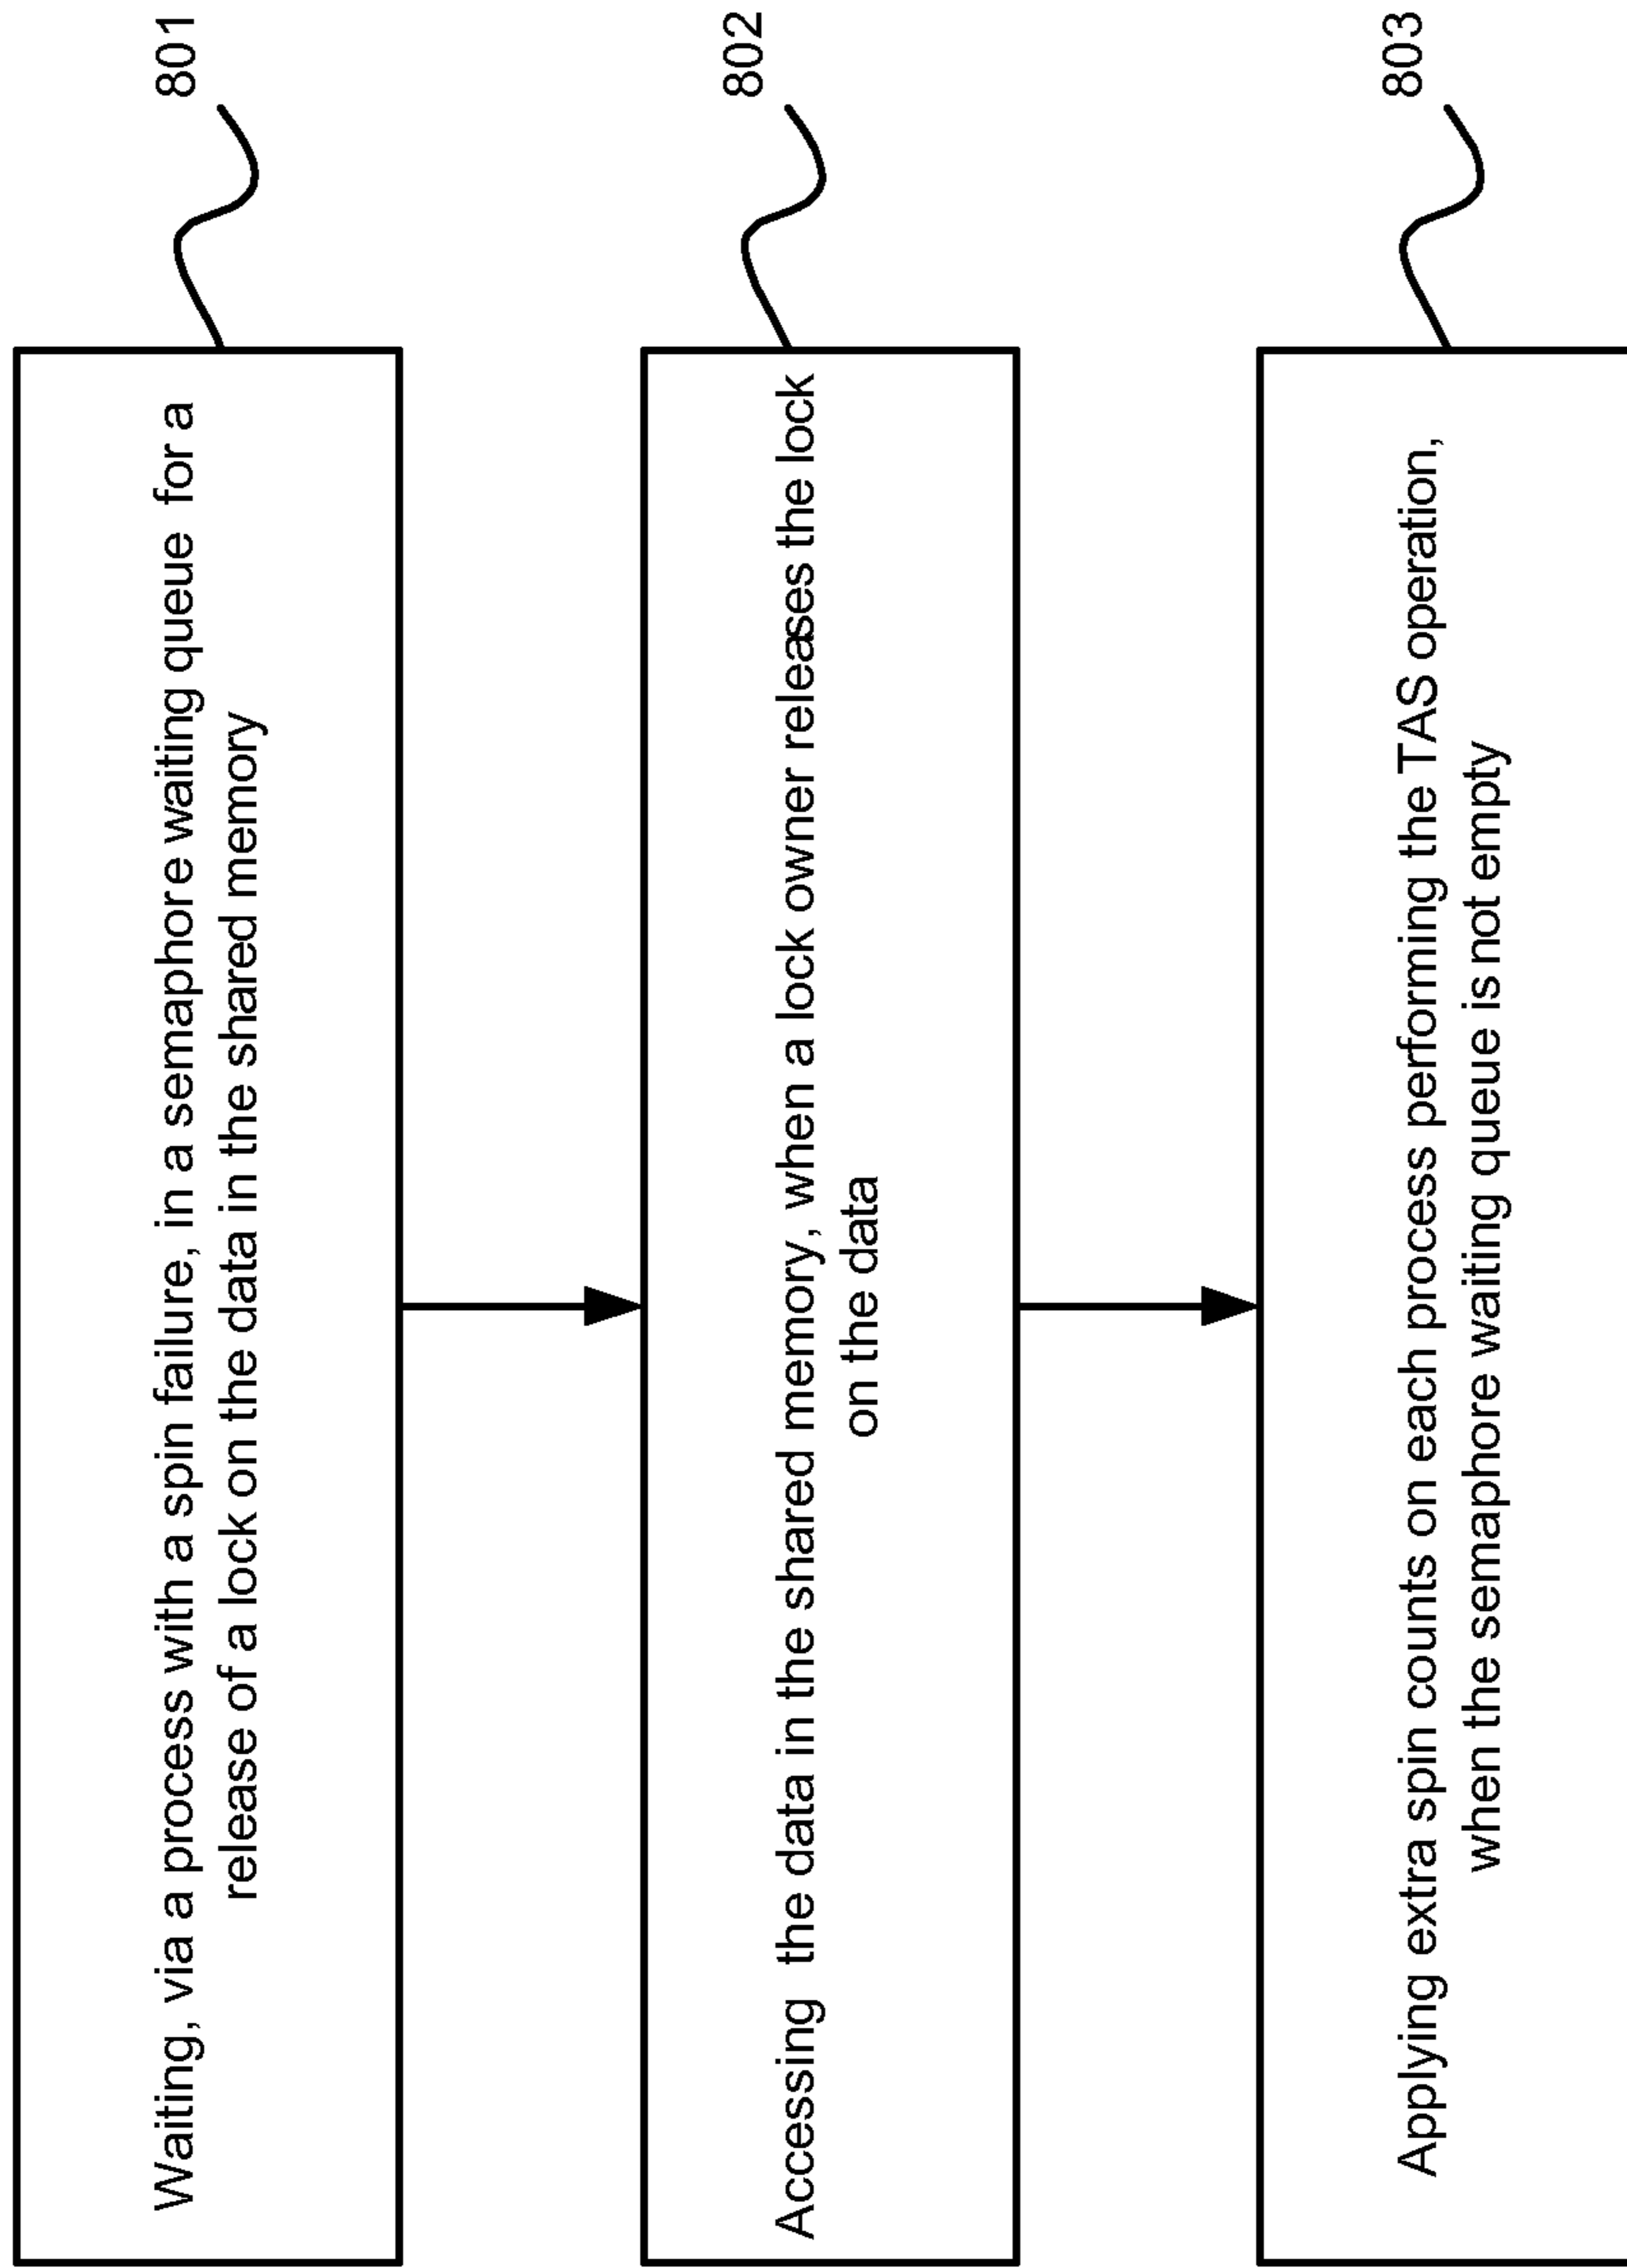 Waiting, via a process with a spin failure, in a semaphore waiting queue for a
release of a lock on the data in the shared memory
801
Accessing the data in the shared memory, when a lock owner releases the lock
on the data
802
Applying extra spin counts on each process performing the TAS operation,
when the semaphore waiting queue is not empty
803